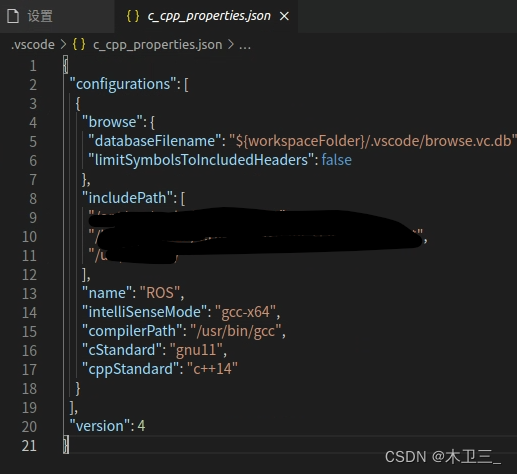 设置
{ } c_cpp_properties.json ×
.vscode > { } c_cpp_properties.json > ...
1 {
2 "configurations": [
3 {
4 "browse": {
5 "databaseFilename": "${workspaceFolder}/.vscode/browse.vc.db"
6 "limitSymbolsToIncludedHeaders": false
7 },
8 "includePath": [
9
10 ",
11
12 ],
13 "name": "ROS",
14 "intelliSenseMode": "gcc-x64",
15 "compilerPath": "/usr/bin/gcc",
16 "cStandard": "gnu11",
17 "cppStandard": "c++14"
18 }
19 ],
20 "version": 4
21 }
CSDN @木卫三_